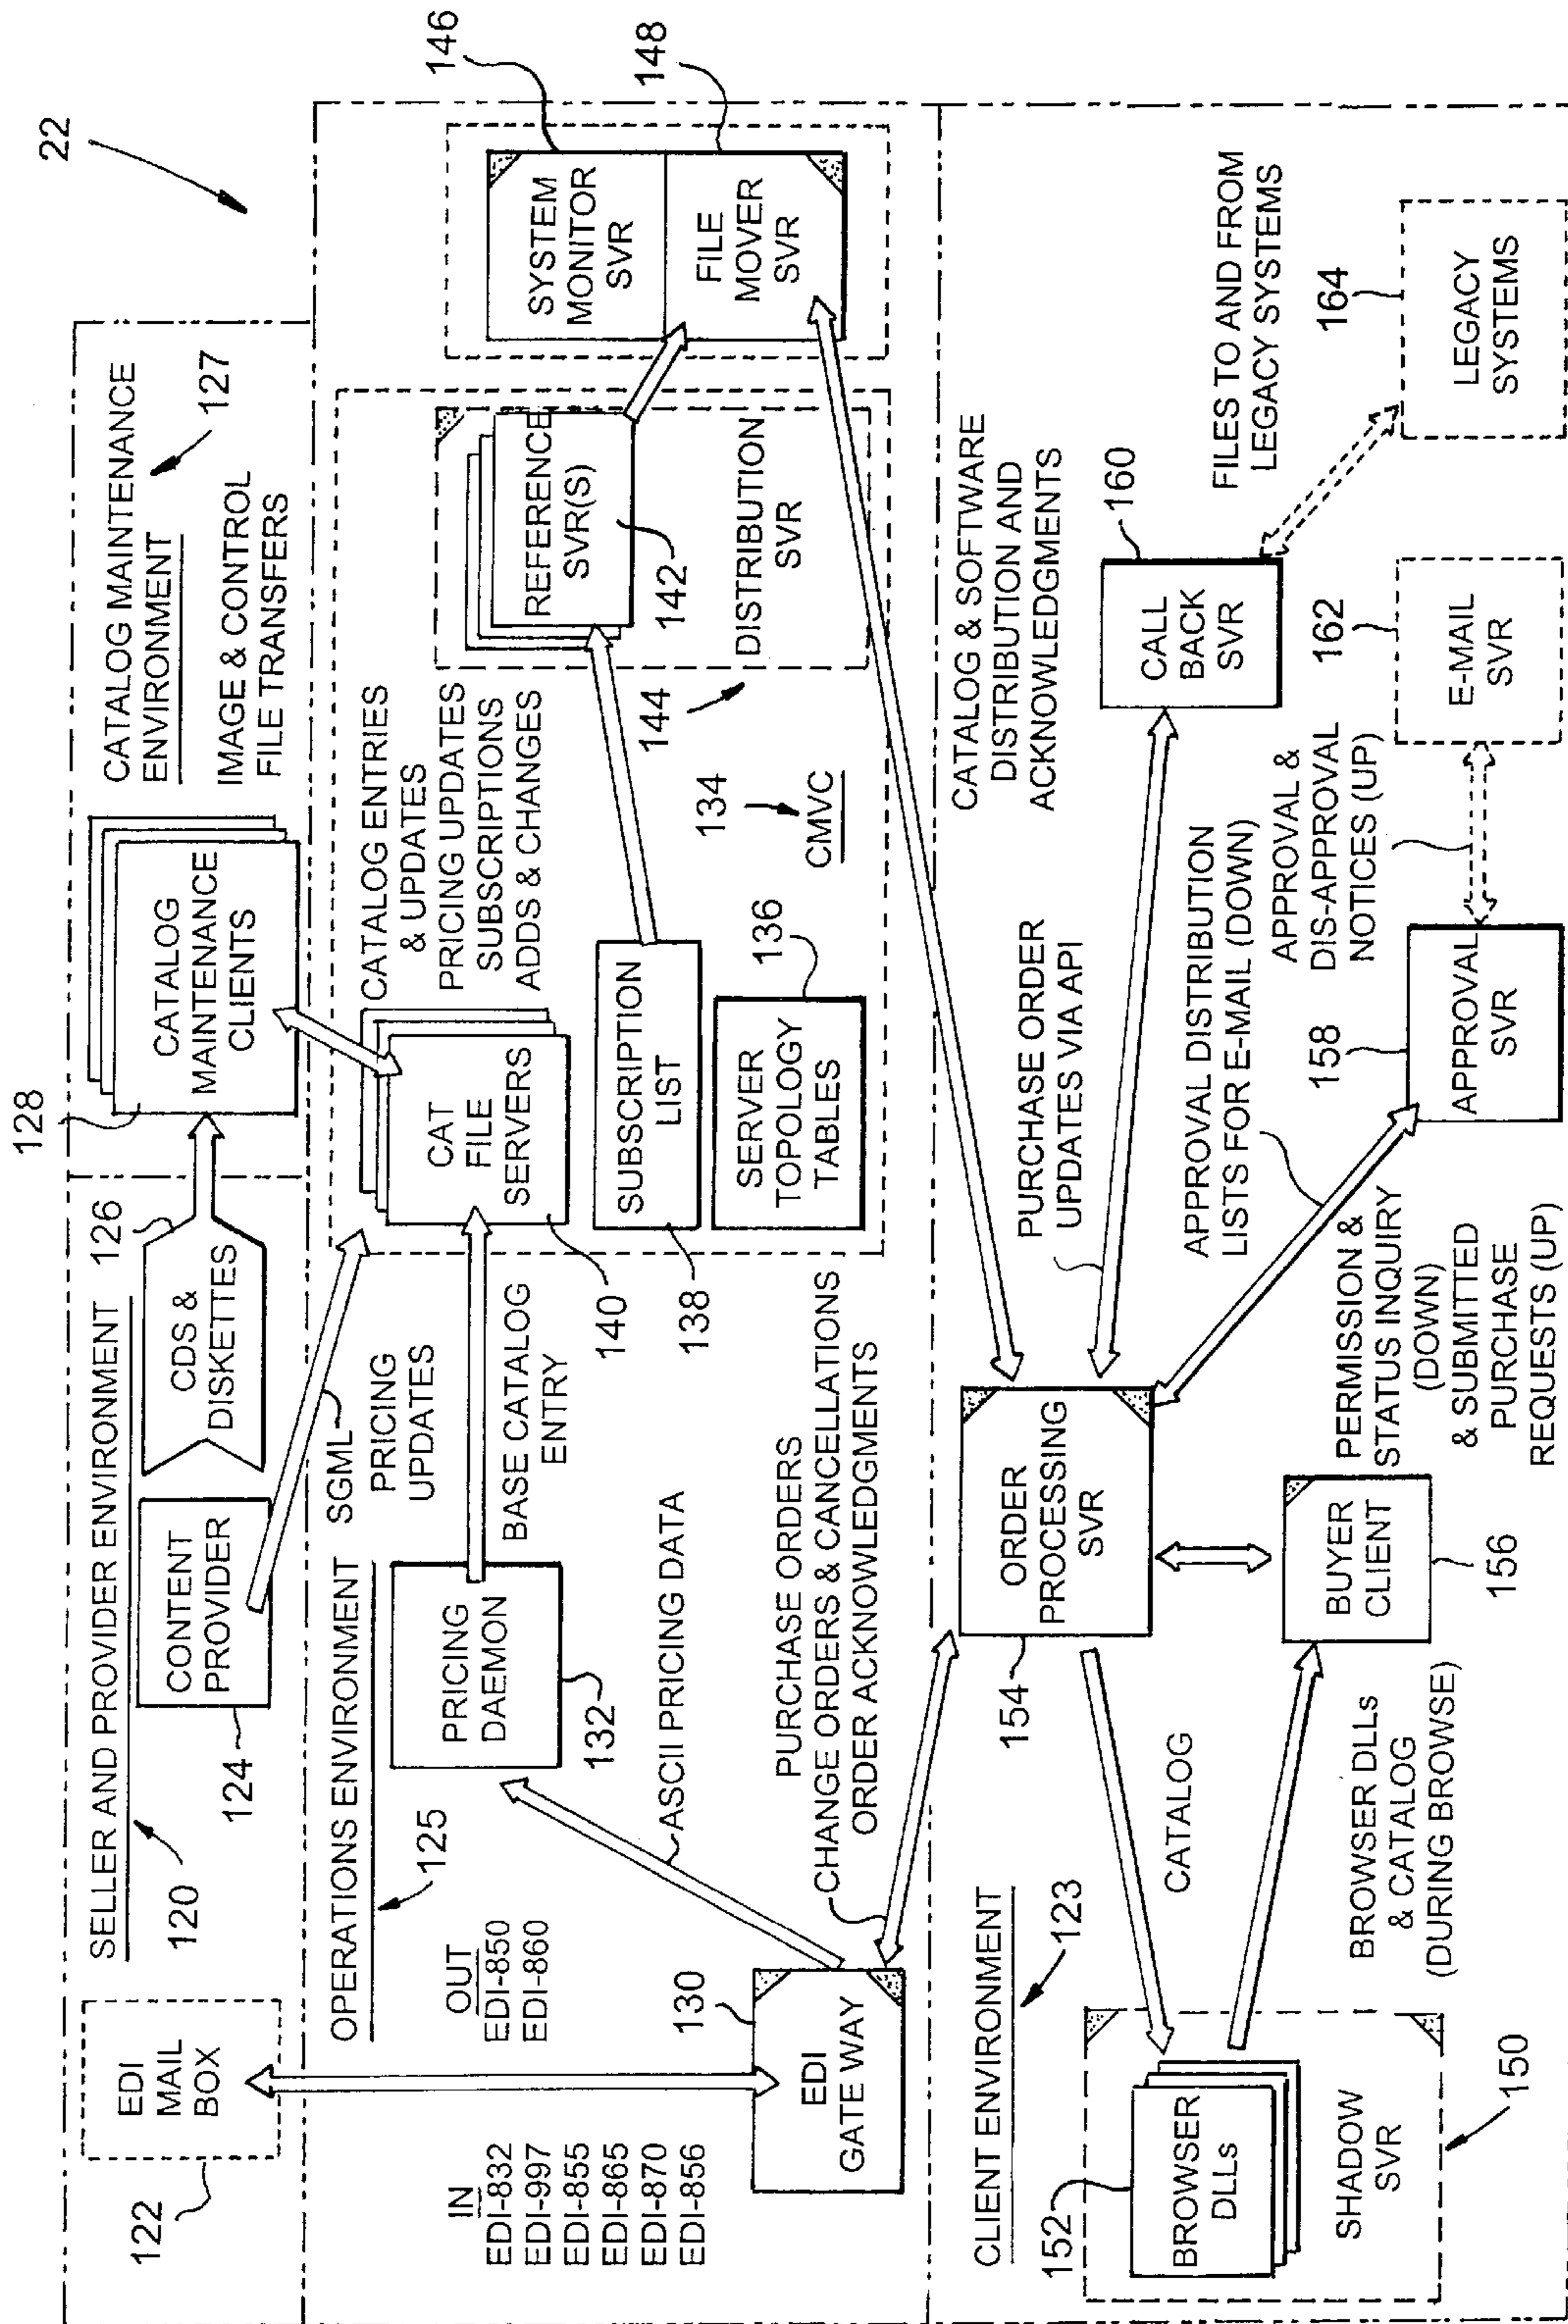 22
SELLER AND PROVIDER ENVIRONMENT
120
EDI
MAIL
BOX
122
CONTENT
PROVIDER
124
CDS &
DISKETTES
126
128
CATALOG
MAINTENANCE
CLIENTS
CATALOG MAINTENANCE
ENVIRONMENT
127
IMAGE & CONTROL
FILE TRANSFERS
OPERATIONS ENVIRONMENT
125
IN
EDI-832
EDI-997
EDI-855
EDI-865
EDI-870
EDI-856
OUT
EDI-850
EDI-860
130
EDI
GATE WAY
PRICING
DAEMON
132
SGML
PRICING
UPDATES
BASE CATALOG
ENTRY
ASCII PRICING DATA
PURCHASE ORDERS
CHANGE ORDERS & CANCELLATIONS
ORDER ACKNOWLEDGMENTS
CAT
FILE
SERVERS
140
CATALOG ENTRIES
& UPDATES
PRICING UPDATES
SUBSCRIPTIONS
ADDS & CHANGES
SUBSCRIPTION
LIST
138
SERVER
TOPOLOGY
TABLES
136
134
CMVC
144
REFERENCE
SVR(S)
142
DISTRIBUTION
SVR
SYSTEM
MONITOR
SVR
146
FILE
MOVER
SVR
148
CLIENT ENVIRONMENT
123
152
BROWSER
DLLs
SHADOW
SVR
150
CATALOG
BROWSER DLLs
& CATALOG
(DURING BROWSE)
154
ORDER
PROCESSING
SVR
BUYER
CLIENT
156
PERMISSION &
STATUS INQUIRY
(DOWN)
& SUBMITTED
PURCHASE
REQUESTS (UP)
CATALOG & SOFTWARE
DISTRIBUTION AND
ACKNOWLEDGMENTS
PURCHASE ORDER
UPDATES VIA API
APPROVAL DISTRIBUTION
LISTS FOR E-MAIL (DOWN)
APPROVAL &
DIS-APPROVAL
NOTICES (UP)
158
APPROVAL
SVR
160
CALL
BACK
SVR
162
E-MAIL
SVR
FILES TO AND FROM
LEGACY SYSTEMS
164
LEGACY
SYSTEMS